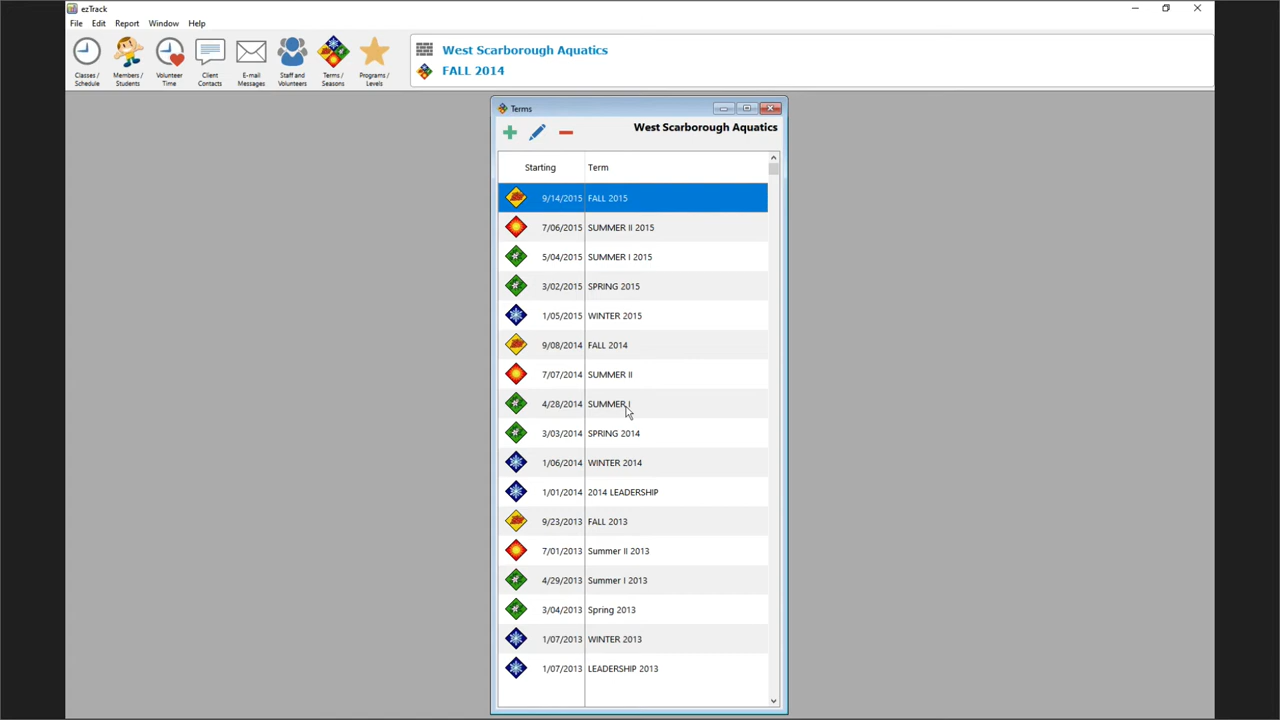 ezTrack
File Edit Report Window Help
Classes / Schedule
Members / Students
Volunteer Time
Client Contacts
E-mail Messages
Staff and Volunteers
Terms / Seasons
Programs / Levels
West Scarborough Aquatics
FALL 2014
Terms
West Scarborough Aquatics
Starting Term
9/14/2015 FALL 2015
7/06/2015 SUMMER II 2015
5/04/2015 SUMMER I 2015
3/02/2015 SPRING 2015
1/05/2015 WINTER 2015
9/08/2014 FALL 2014
7/07/2014 SUMMER II
4/28/2014 SUMMER I
3/03/2014 SPRING 2014
1/06/2014 WINTER 2014
1/01/2014 2014 LEADERSHIP
9/23/2013 FALL 2013
7/01/2013 Summer II 2013
4/29/2013 Summer I 2013
3/04/2013 Spring 2013
1/07/2013 WINTER 2013
1/07/2013 LEADERSHIP 2013